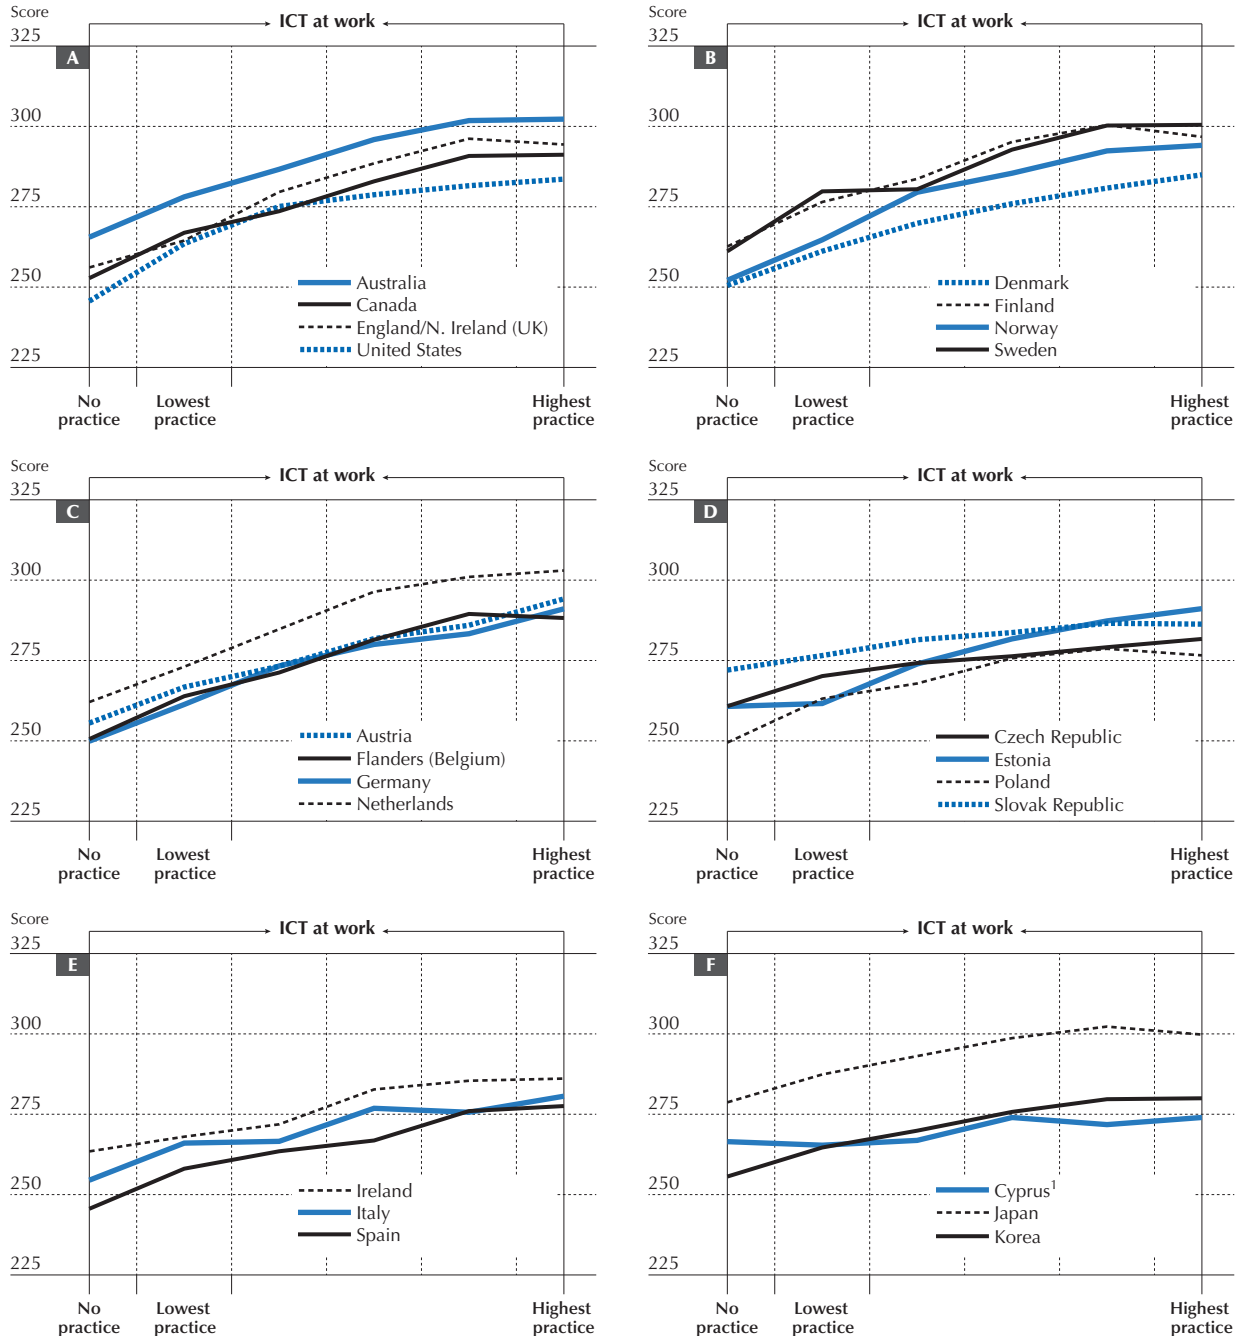 Score
ICT at work
325
A
300
275
250
Australia
Canada
England/N. Ireland (UK)
United States
225
No practice
Lowest practice
Highest practice
Score
ICT at work
325
B
300
275
250
Denmark
Finland
Norway
Sweden
225
No practice
Lowest practice
Highest practice
Score
ICT at work
325
C
300
275
250
Austria
Flanders (Belgium)
Germany
Netherlands
225
No practice
Lowest practice
Highest practice
Score
ICT at work
325
D
300
275
250
Czech Republic
Estonia
Poland
Slovak Republic
225
No practice
Lowest practice
Highest practice
Score
ICT at work
325
E
300
275
250
Ireland
Italy
Spain
225
No practice
Lowest practice
Highest practice
Score
ICT at work
325
F
300
275
250
Cyprus¹
Japan
Korea
225
No practice
Lowest practice
Highest practice